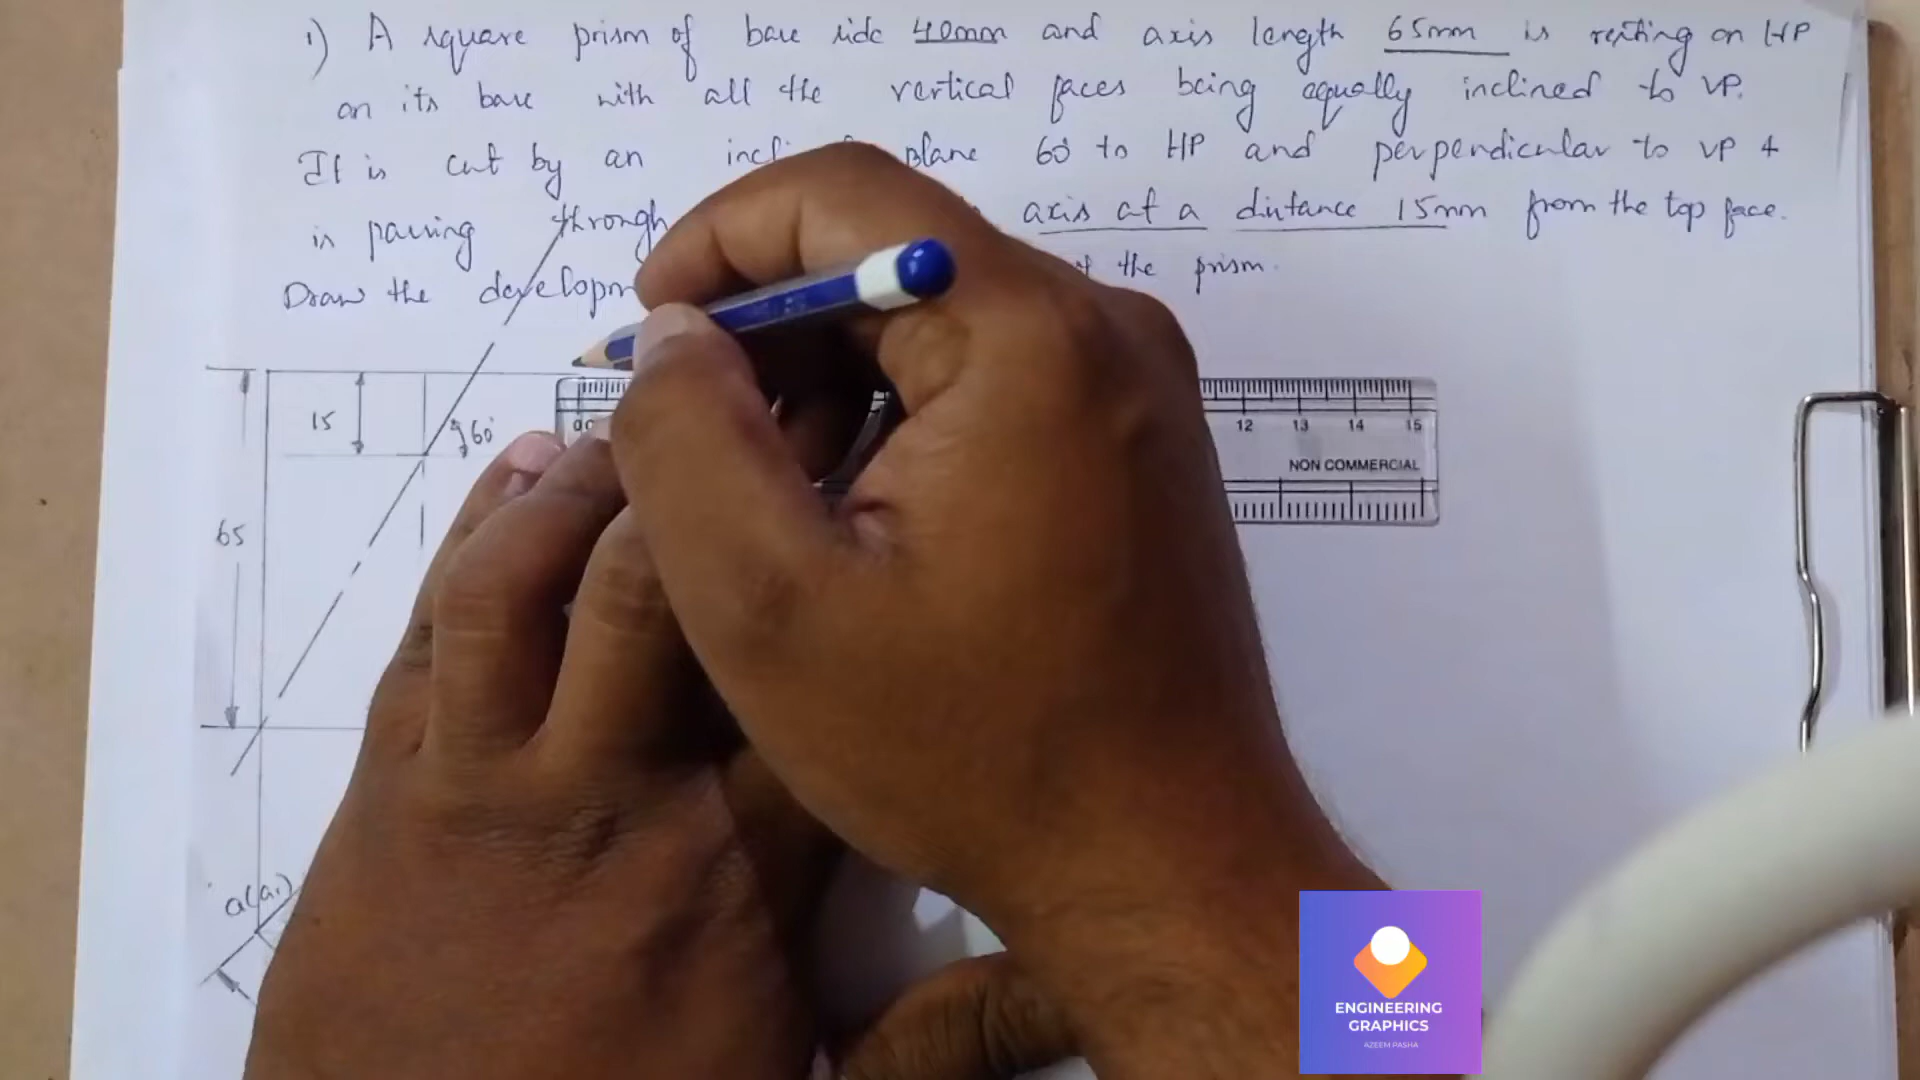 1) A square prism of base side 40mm and axis length 65mm is resting on HP
on its base with all the vertical faces being equally inclined to VP.
It is cut by an plane 60° to HP and perpendicular to VP +
is passing through axis at a distance 15mm from the top face.
Draw the the prism.
15
60°
65
a(a₁)
12 13 14 15
NON COMMERCIAL
ENGINEERING
GRAPHICS
AZEEM PASHA